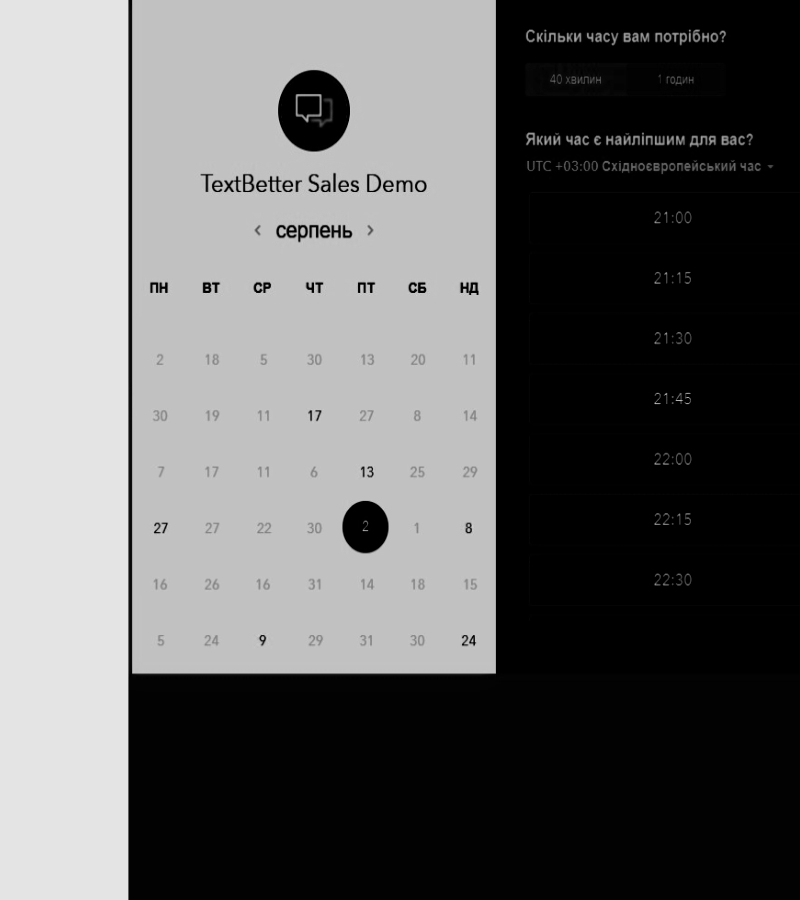 TextBetter Sales Demo
‹ серпень ›
ПН ВТ СР ЧТ ПТ СБ НД
2 18 5 30 13 20 11
30 19 11 17 27 8 14
7 17 11 6 13 25 29
27 27 22 30 2 1 8
16 26 16 31 14 18 15
5 24 9 29 31 30 24
Скільки часу вам потрібно?
40 хвилин 1 годин
Який час є найліпшим для вас?
UTC +03:00 Східноєвропейський час
21:00
21:15
21:30
21:45
22:00
22:15
22:30